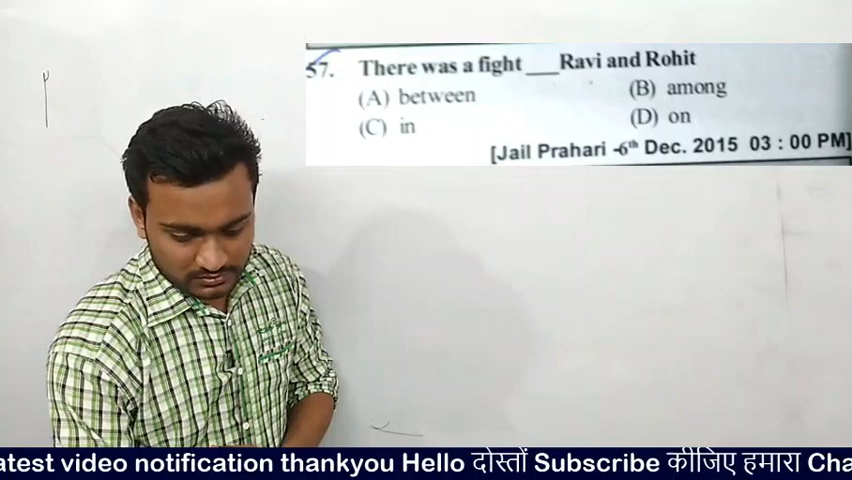 57. There was a fight ___ Ravi and Rohit
(A) between (B) among
(C) in (D) on
[Jail Prahari -6th Dec. 2015 03 : 00 PM]
atest video notification thankyou Hello दोस्तों Subscribe कीजिए हमारा Cha